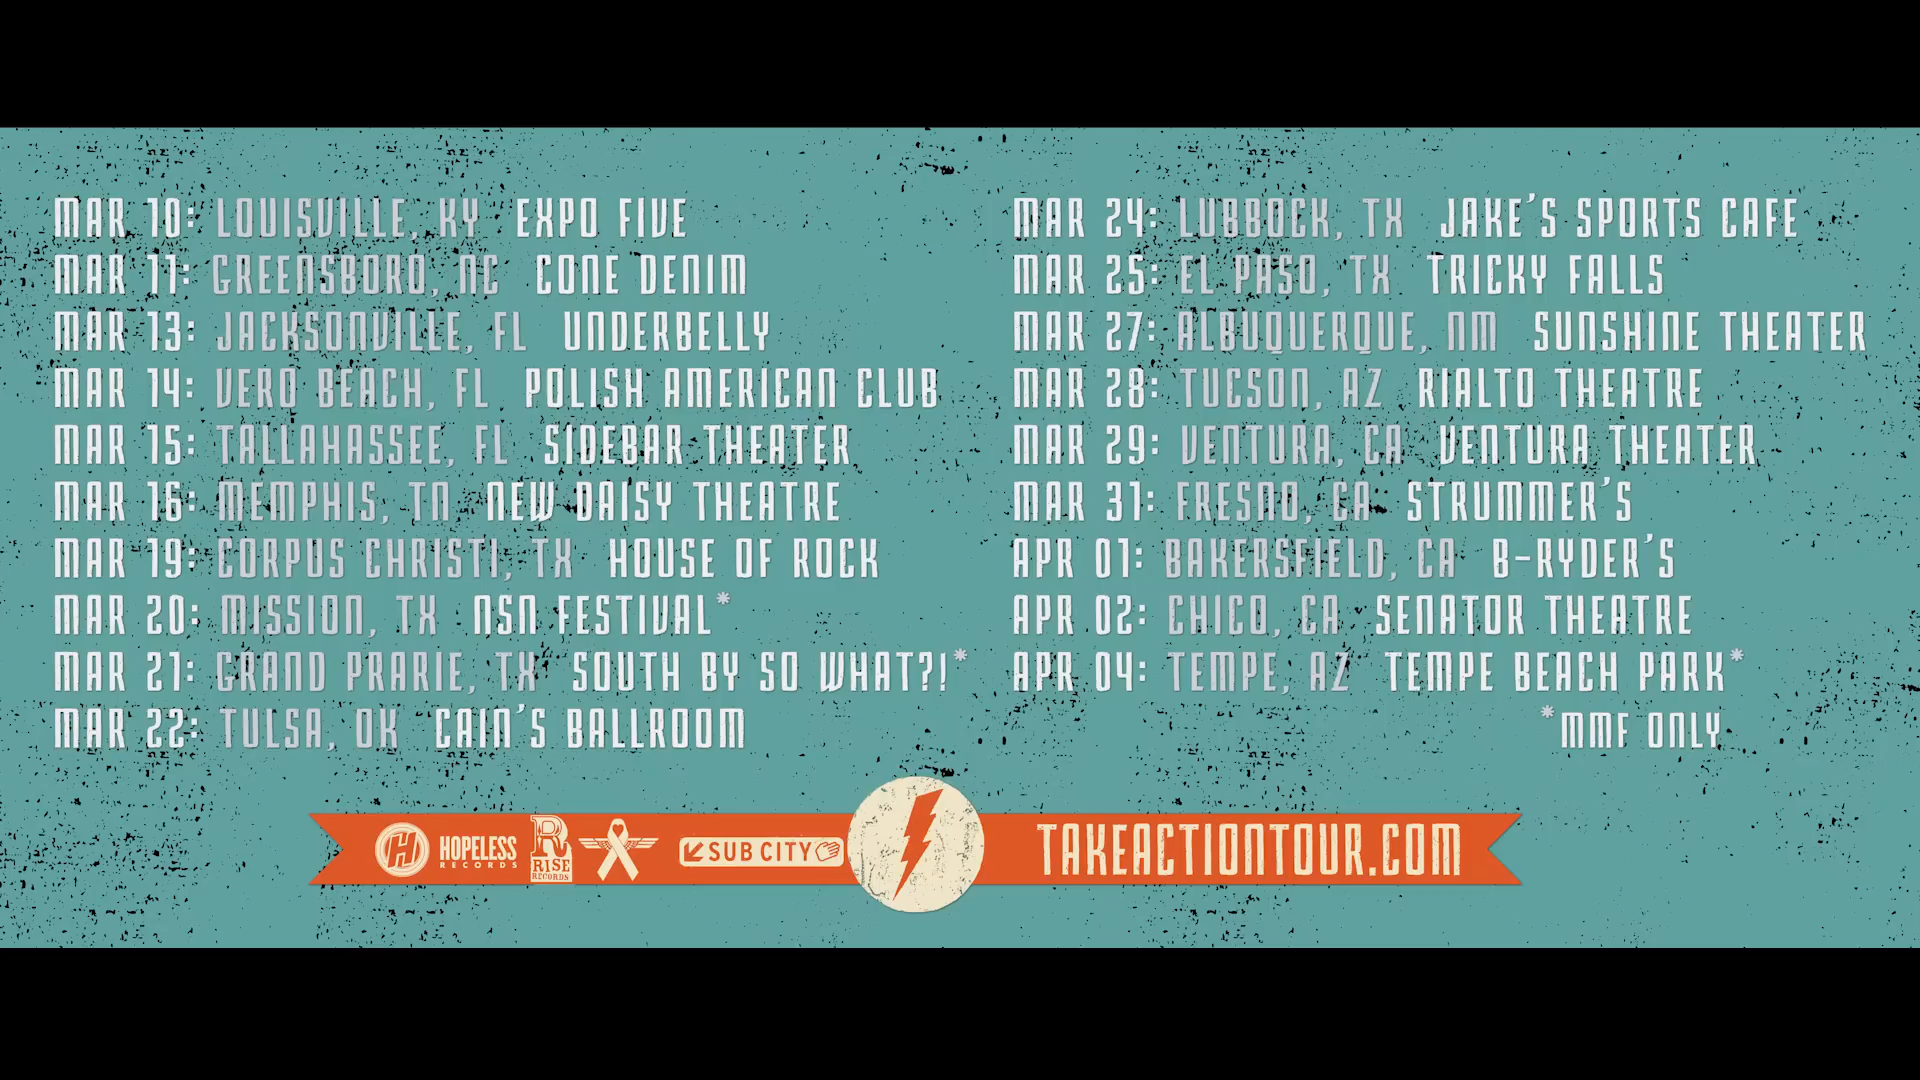 MAR 10: LOUISVILLE, KY EXPO FIVE
MAR 11: GREENSBORO, NC CONE DENIM
MAR 13: JACKSONVILLE, FL UNDERBELLY
MAR 14: VERO BEACH, FL POLISH AMERICAN CLUB
MAR 15: TALLAHASSEE, FL SIDEBAR THEATER
MAR 16: MEMPHIS, TN NEW DAISY THEATRE
MAR 19: CORPUS CHRISTI, TX HOUSE OF ROCK
MAR 20: MISSION, TX NSN FESTIVAL*
MAR 21: GRAND PRARIE, TX SOUTH BY SO WHAT?!*
MAR 22: TULSA, OK CAIN'S BALLROOM
MAR 24: LUBBOCK, TX JAKE'S SPORTS CAFE
MAR 25: EL PASO, TX TRICKY FALLS
MAR 27: ALBUQUERQUE, NM SUNSHINE THEATER
MAR 28: TUCSON, AZ RIALTO THEATRE
MAR 29: VENTURA, CA VENTURA THEATER
MAR 31: FRESNO, CA STRUMMER'S
APR 01: BAKERSFIELD, CA B-RYDER'S
APR 02: CHICO, CA SENATOR THEATRE
APR 04: TEMPE, AZ TEMPE BEACH PARK*
*MMF ONLY
H HOPELESS RECORDS
R RISE RECORDS
SUB CITY
TAKEACTIONTOUR.COM